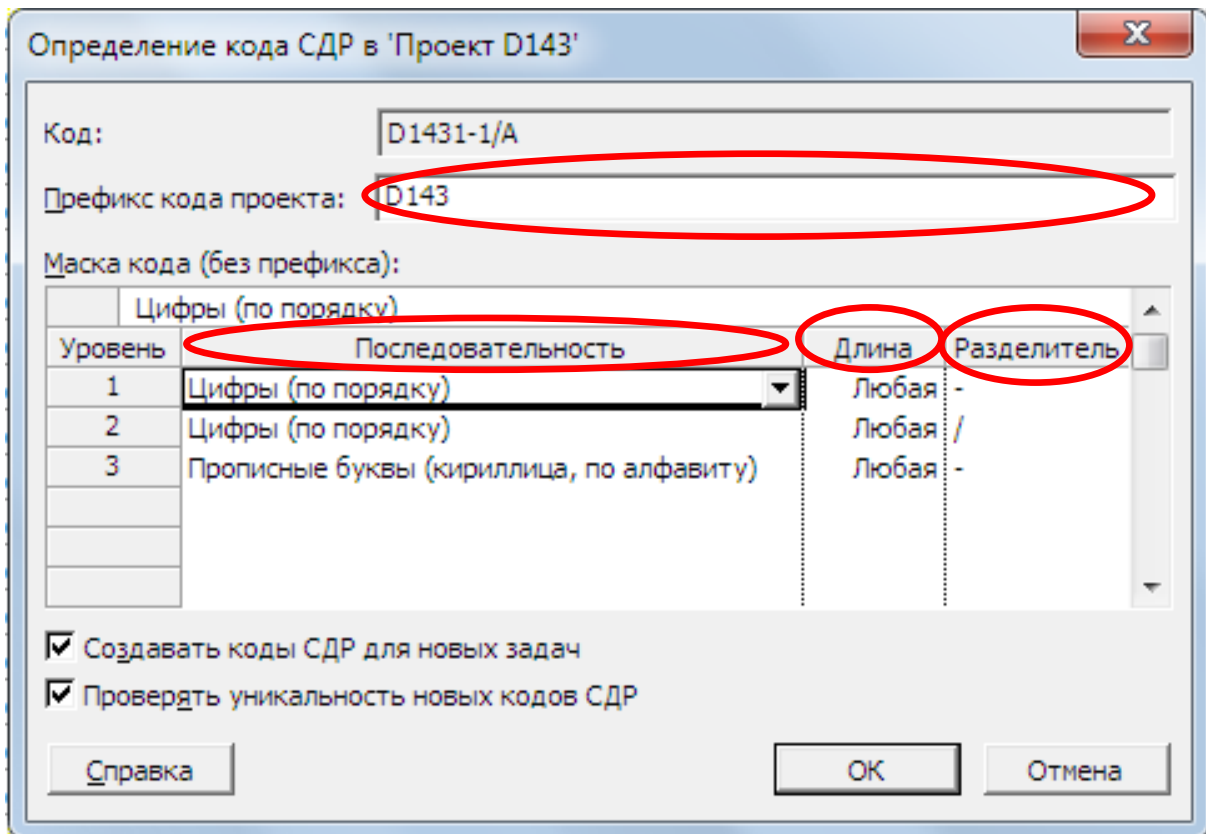 Определение кода СДР в 'Проект D143'
Код: D1431-1/А
Префикс кода проекта: D143
Маска кода (без префикса):
Цифры (по порядку)
Уровень Последовательность Длина Разделитель
1 Цифры (по порядку) Любая -
2 Цифры (по порядку) Любая /
3 Прописные буквы (кириллица, по алфавиту) Любая -
Создавать коды СДР для новых задач
Проверять уникальность новых кодов СДР
Справка ОК Отмена